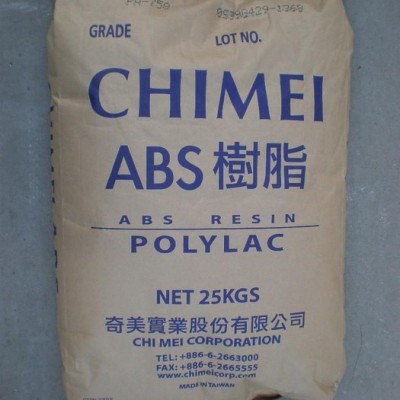 PA-758
GRADE
LOT NO.
CHIMEI
ABS 樹脂
ABS RESIN
POLYLAC
NET 25KGS
奇美實業股份有限公司
CHI MEI CORPORATION
TEL: +886-6-2663000
FAX: +886-6-2665555
www.chimeicorp.com
MADE IN TAIWAN